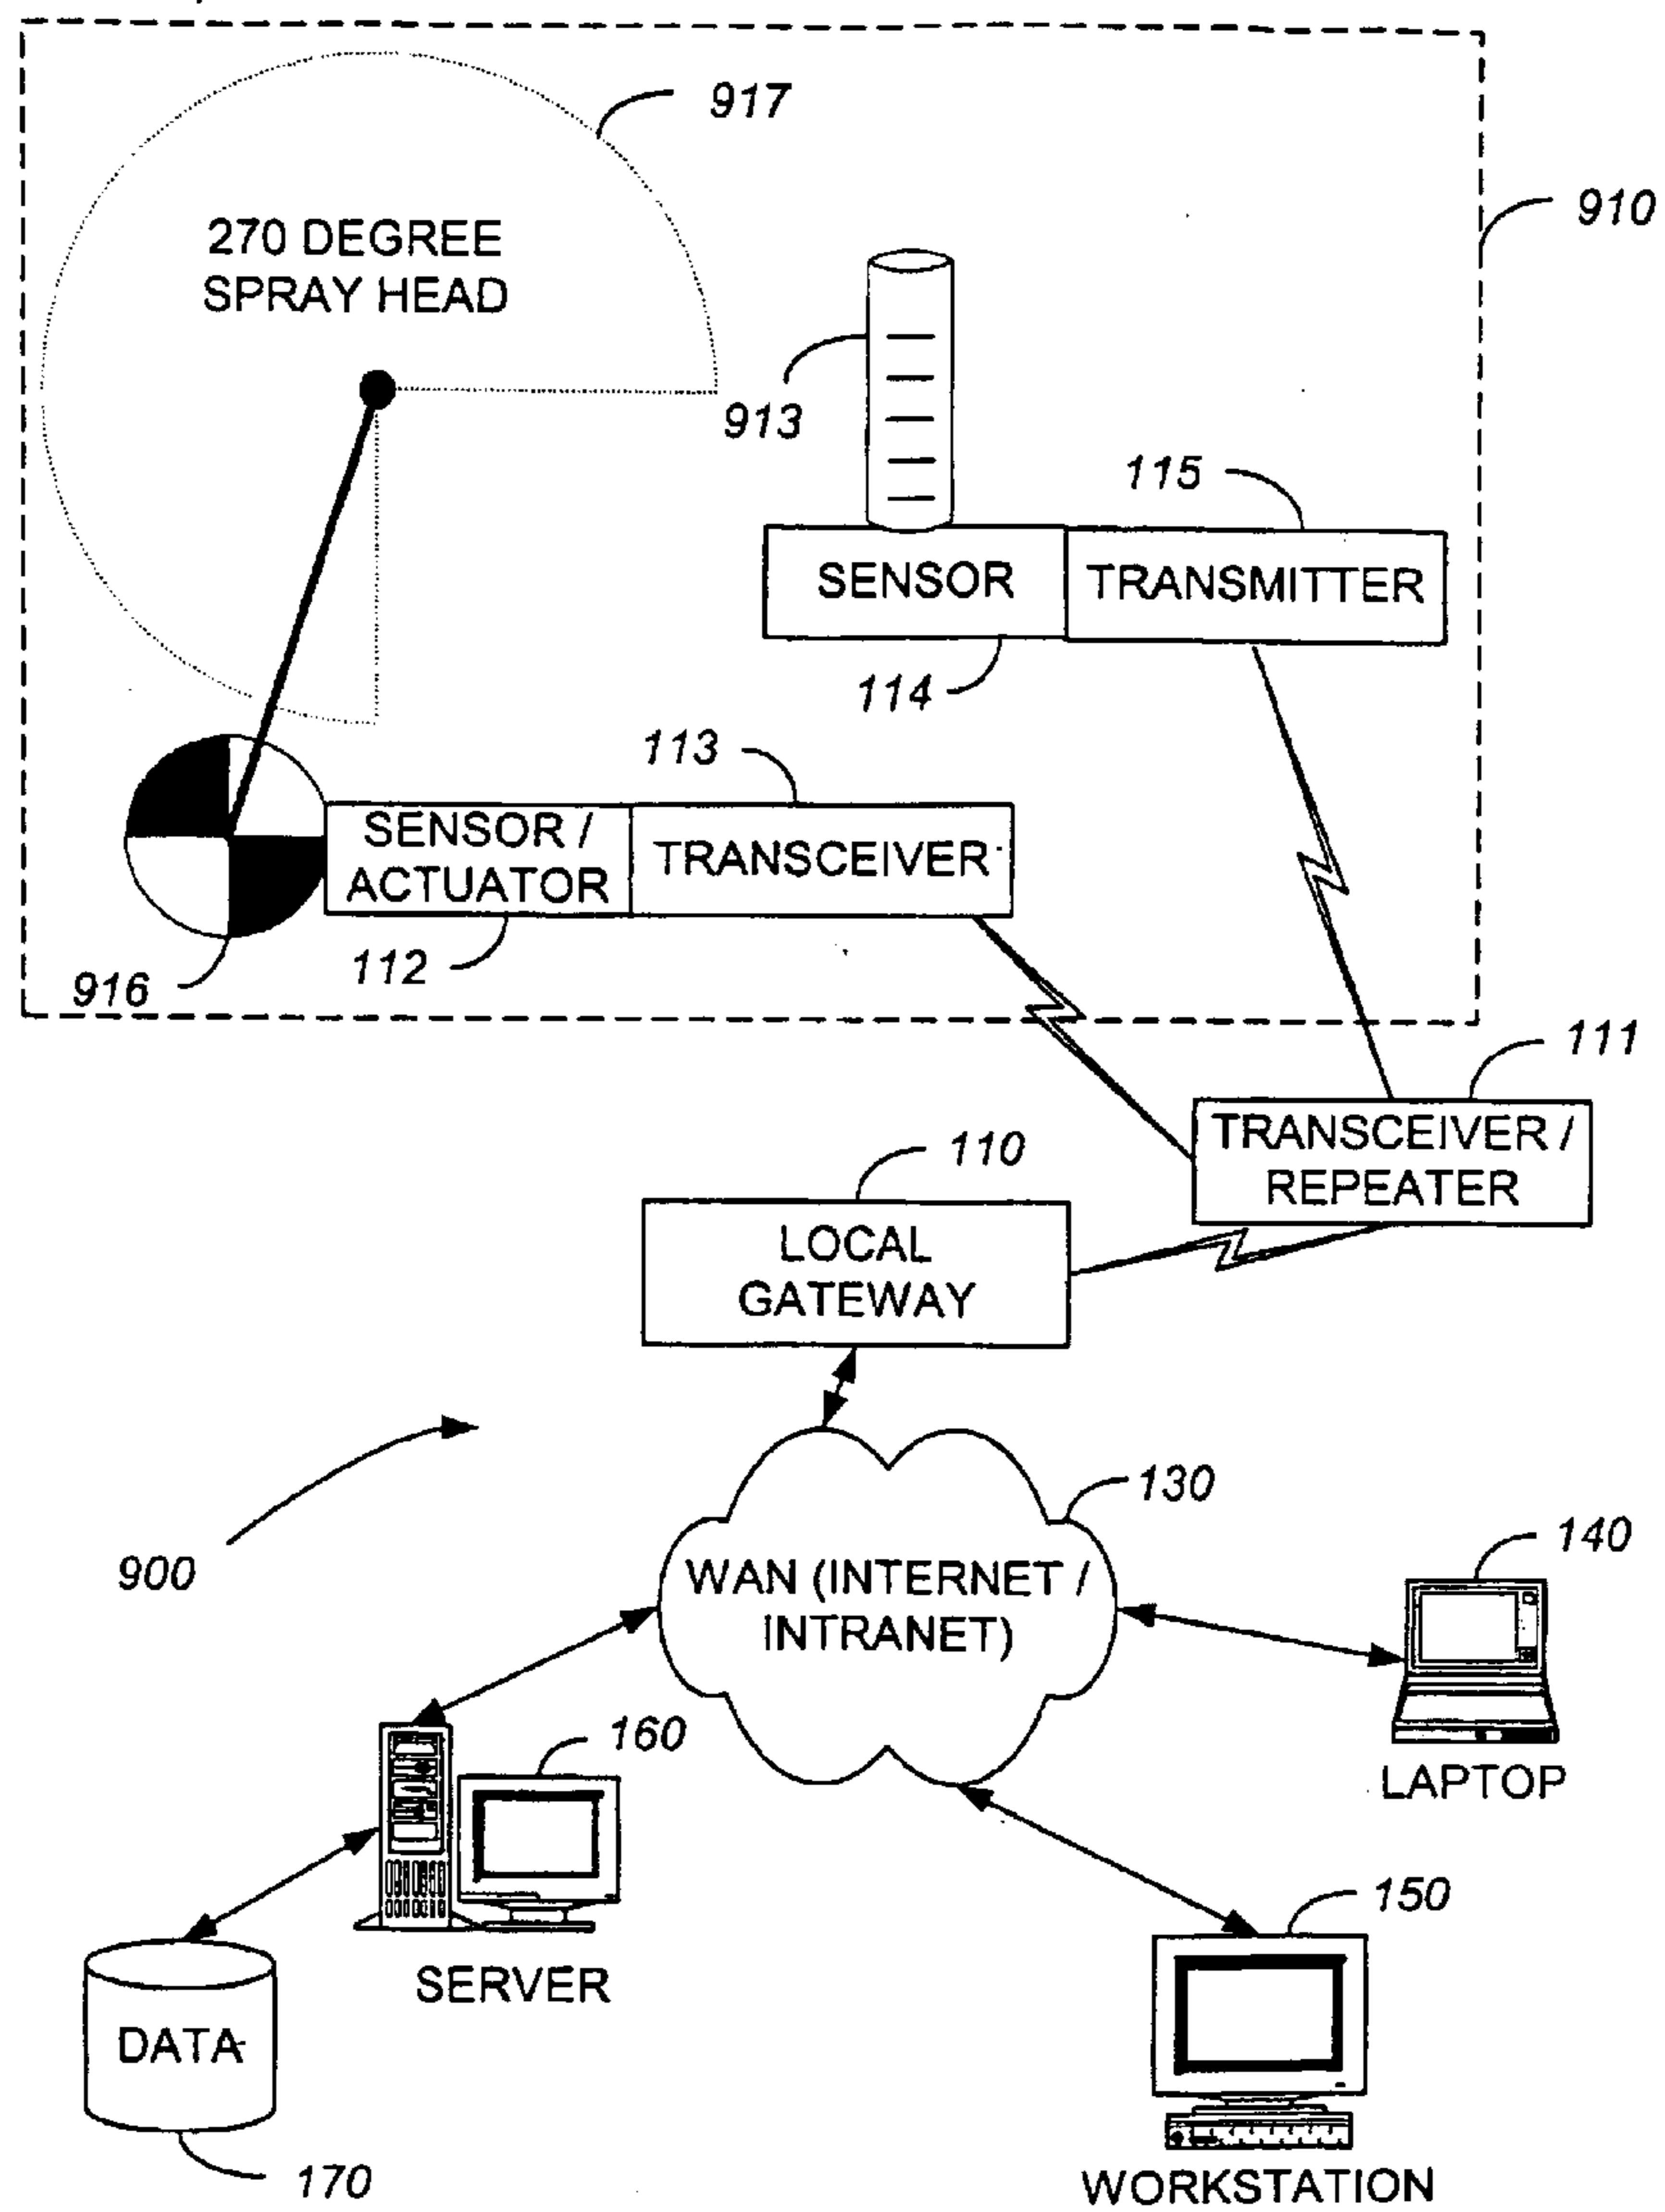 917
270 DEGREE
SPRAY HEAD
910
913
115
SENSOR
TRANSMITTER
114
113
SENSOR /
ACTUATOR
TRANSCEIVER
112
916
111
TRANSCEIVER /
REPEATER
110
LOCAL
GATEWAY
130
900
WAN (INTERNET /
INTRANET)
140
LAPTOP
160
SERVER
150
DATA
170
WORKSTATION